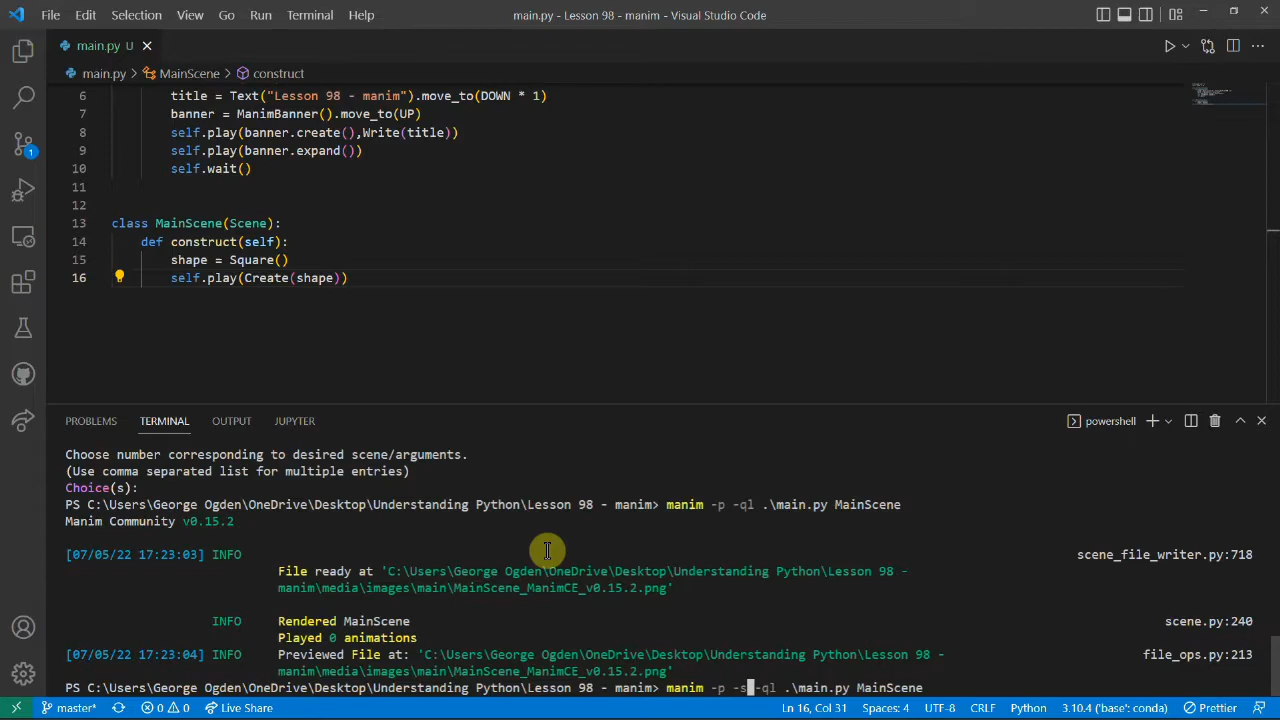 File Edit Selection View Go Run Terminal Help main.py - Lesson 98 - manim - Visual Studio Code
main.py U
main.py > MainScene > construct
6 title = Text("Lesson 98 - manim").move_to(DOWN * 1)
7 banner = ManimBanner().move_to(UP)
8 self.play(banner.create(),Write(title))
9 self.play(banner.expand())
10 self.wait()
11
12
13 class MainScene(Scene):
14 def construct(self):
15 shape = Square()
16 self.play(Create(shape))
1
PROBLEMS TERMINAL OUTPUT JUPYTER powershell
Choose number corresponding to desired scene/arguments.
(Use comma separated list for multiple entries)
Choice(s):
PS C:\Users\George Ogden\OneDrive\Desktop\Understanding Python\Lesson 98 - manim> manim -p -ql .\main.py MainScene
Manim Community v0.15.2
[07/05/22 17:23:03] INFO scene_file_writer.py:718
File ready at 'C:\Users\George Ogden\OneDrive\Desktop\Understanding Python\Lesson 98 -
manim\media\images\main\MainScene_ManimCE_v0.15.2.png'
INFO Rendered MainScene scene.py:240
Played 0 animations
[07/05/22 17:23:04] INFO Previewed File at: 'C:\Users\George Ogden\OneDrive\Desktop\Understanding Python\Lesson 98 - file_ops.py:213
manim\media\images\main\MainScene_ManimCE_v0.15.2.png'
PS C:\Users\George Ogden\OneDrive\Desktop\Understanding Python\Lesson 98 - manim> manim -p -s -ql .\main.py MainScene
master* 0 0 Live Share Ln 16, Col 31 Spaces: 4 UTF-8 CRLF Python 3.10.4 ('base': conda) Prettier